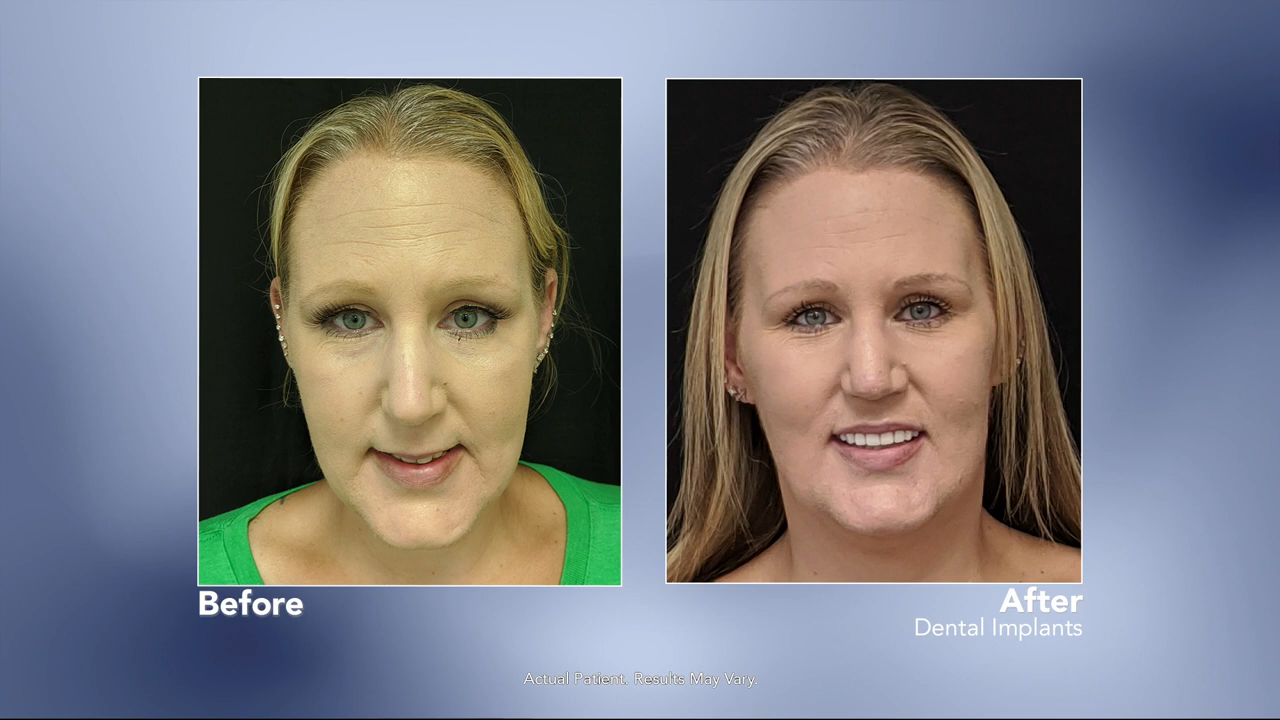 Before
After
Dental Implants
Actual Patient. Results May Vary.